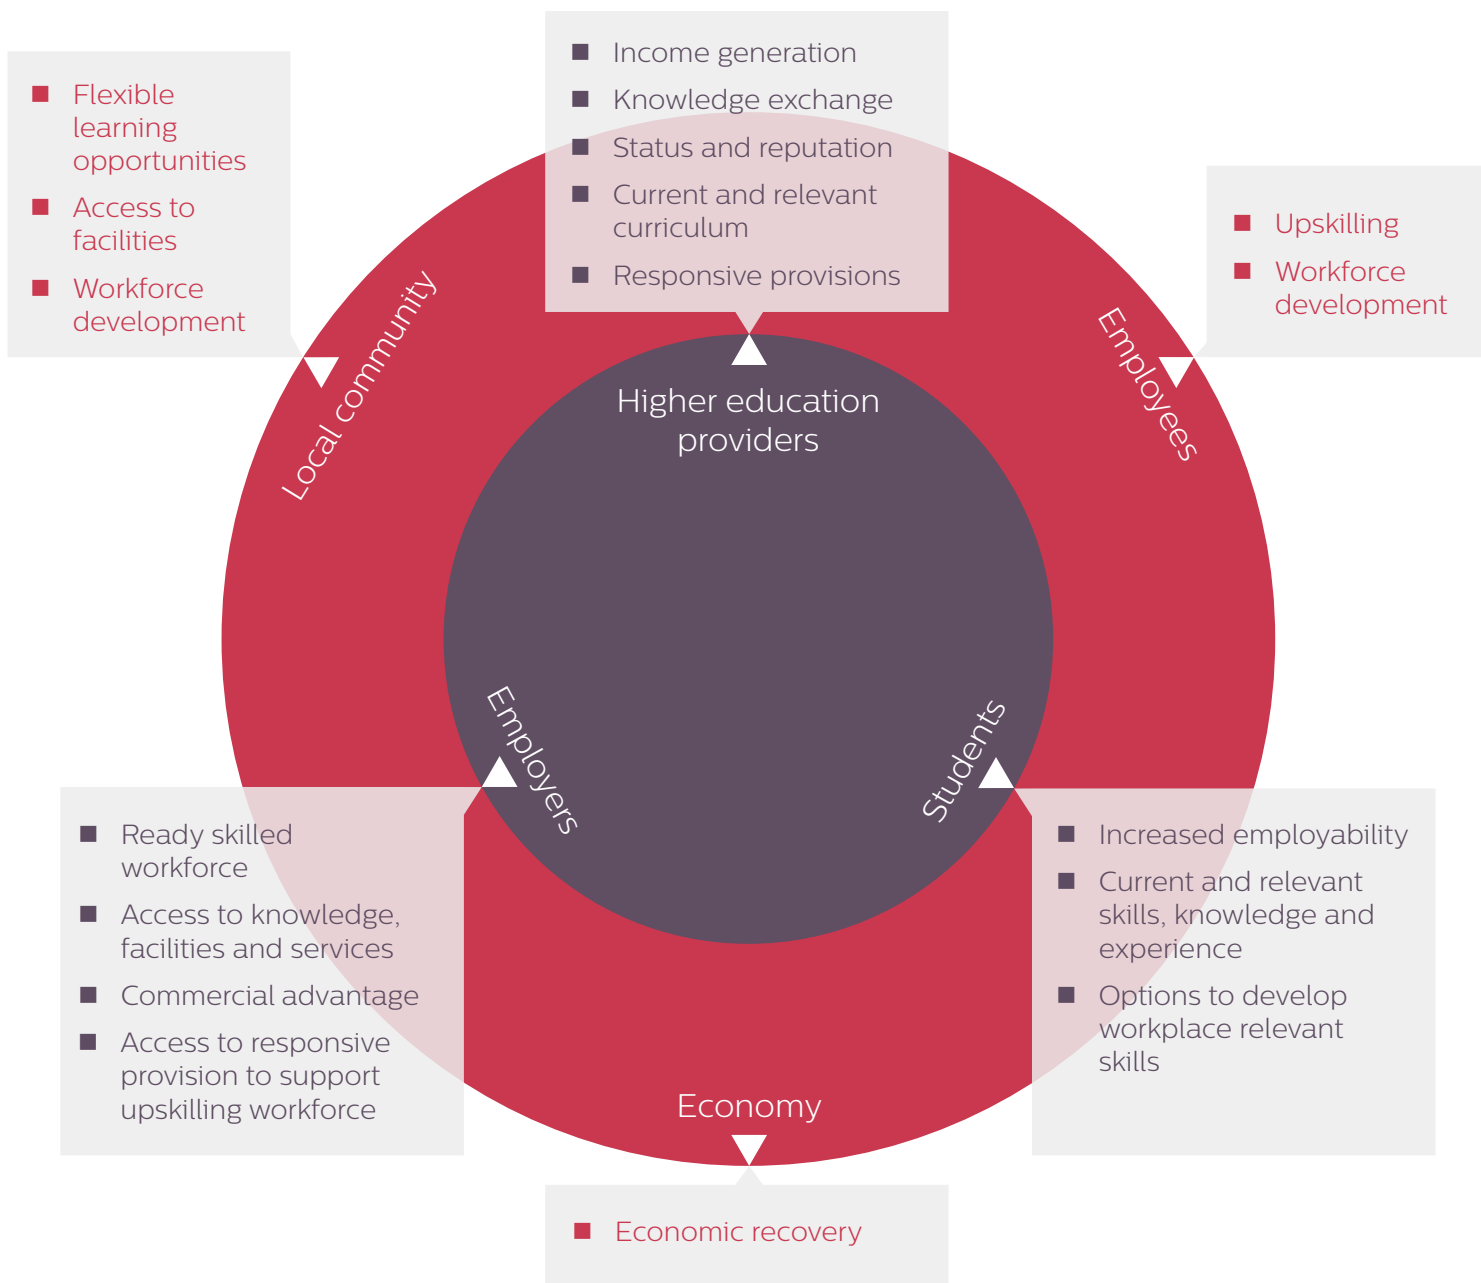 Income generation
Knowledge exchange
Status and reputation
Current and relevant
curriculum
Responsive provisions
Flexible
learning
opportunities
Access to
facilities
Workforce
development
Upskilling
Workforce
development
Local community
Employees
Higher education
providers
Employers
Students
Ready skilled
workforce
Access to knowledge,
facilities and services
Commercial advantage
Access to responsive
provision to support
upskilling workforce
Increased employability
Current and relevant
skills, knowledge and
experience
Options to develop
workplace relevant
skills
Economy
Economic recovery